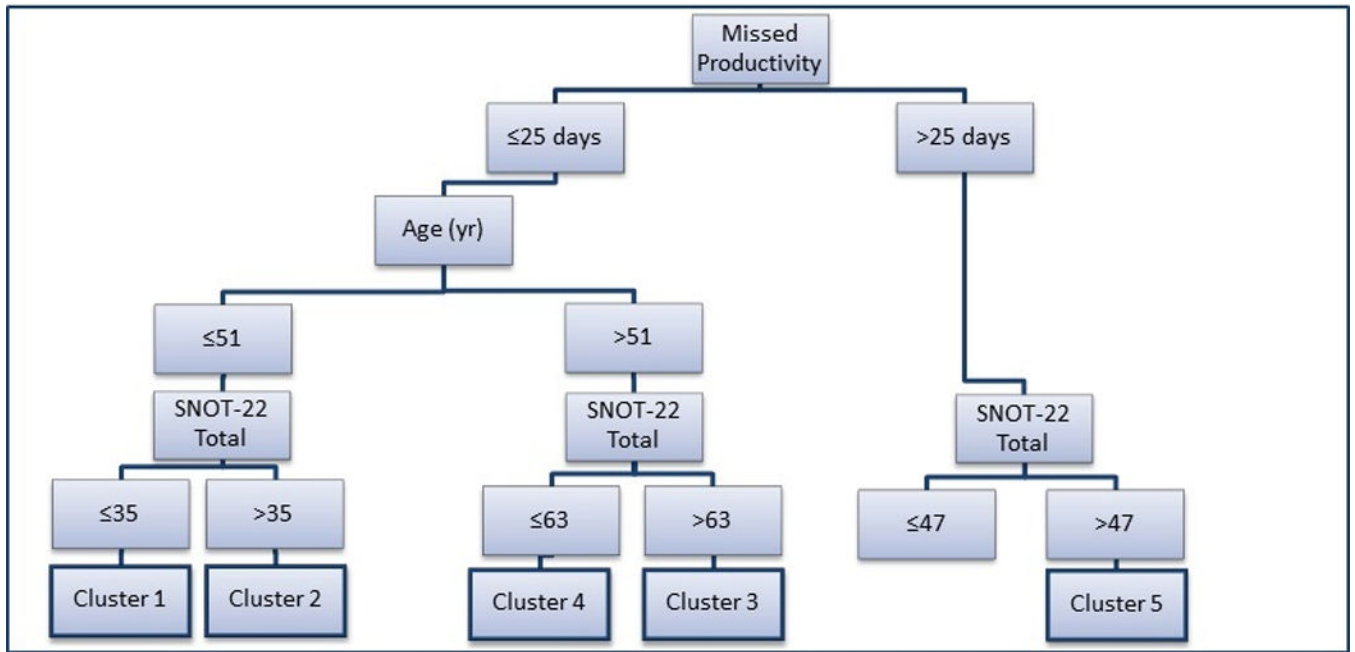 Missed
Productivity
≤25 days
>25 days
Age (yr)
≤51
>51
SNOT-22
Total
SNOT-22
Total
SNOT-22
Total
≤35
>35
≤63
>63
≤47
>47
Cluster 1
Cluster 2
Cluster 4
Cluster 3
Cluster 5